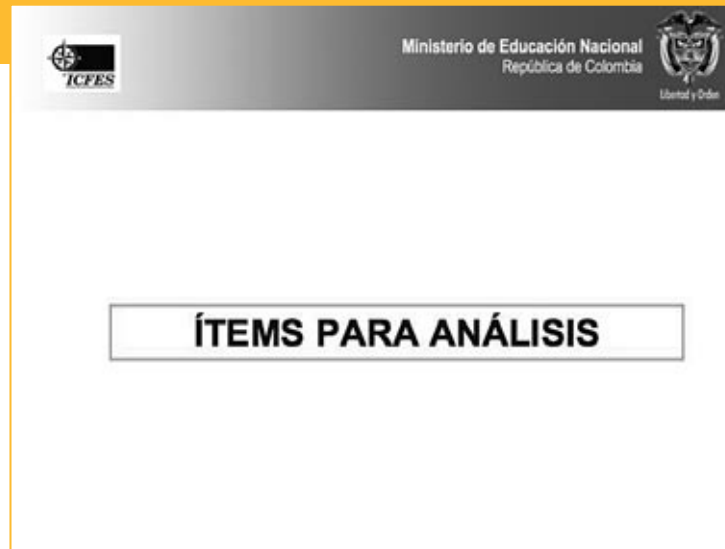 ICFES
Ministerio de Educación Nacional
República de Colombia
Libertad y Orden
ÍTEMS PARA ANÁLISIS